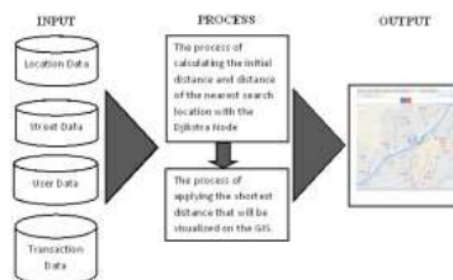 INPUT
PROCESS
OUTPUT
Location Data
Street Data
User Data
Transaction
Data
The process of
calculating the initial
distance and distance
of the nearest search
location with the
Djikstra Node
The process of
applying the shortest
distance that will be
visualized on the GIS.